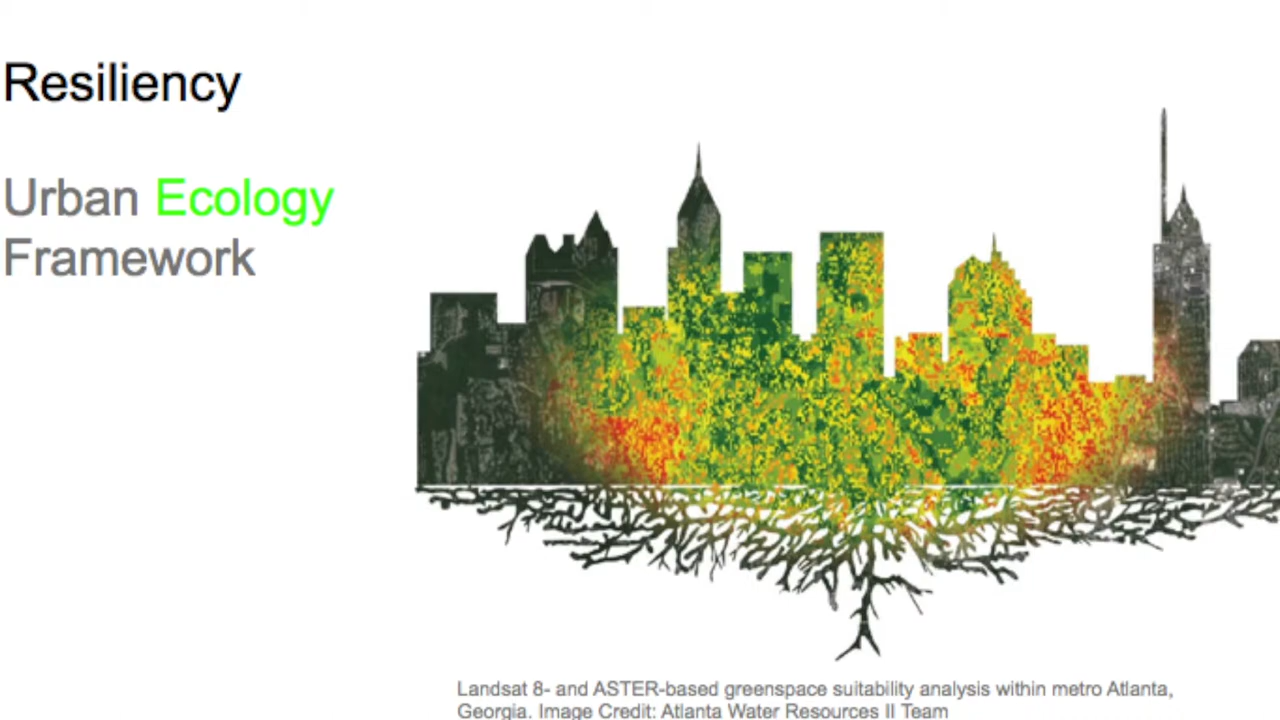 Resiliency
Urban Ecology
Framework
Landsat 8- and ASTER-based greenspace suitability analysis within metro Atlanta,
Georgia. Image Credit: Atlanta Water Resources II Team